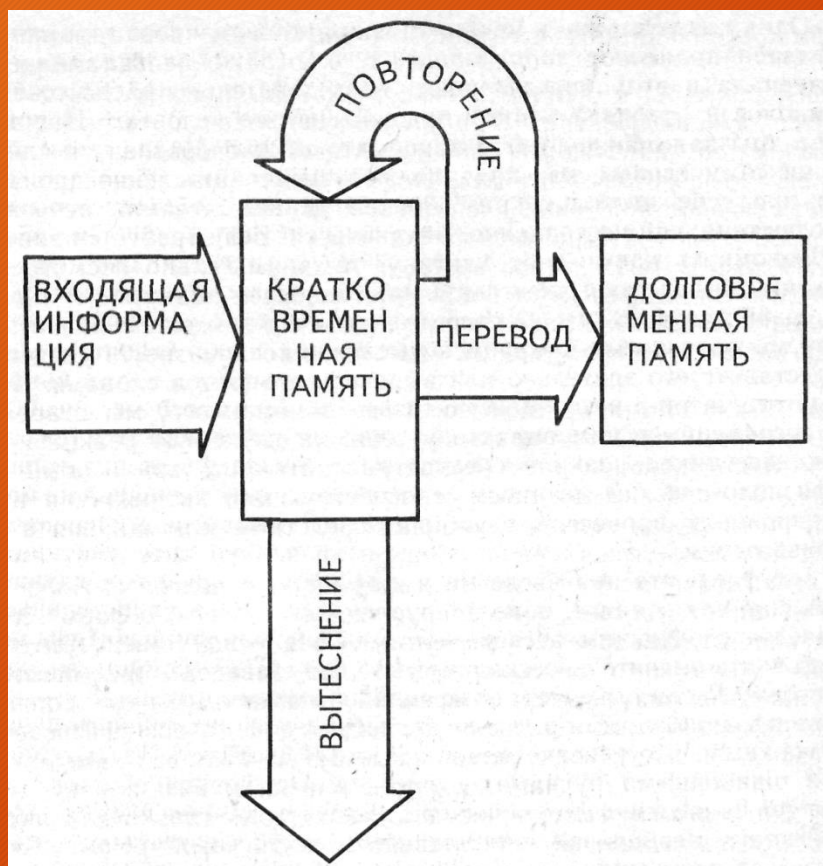 ПОВТОРЕНИЕ
ВХОДЯЩАЯ
ИНФОРМА
ЦИЯ
КРАТКО
ВРЕМЕН
НАЯ
ПАМЯТЬ
ПЕРЕВОД
ДОЛГОВРЕ
МЕННАЯ
ПАМЯТЬ
ВЫТЕСНЕНИЕ